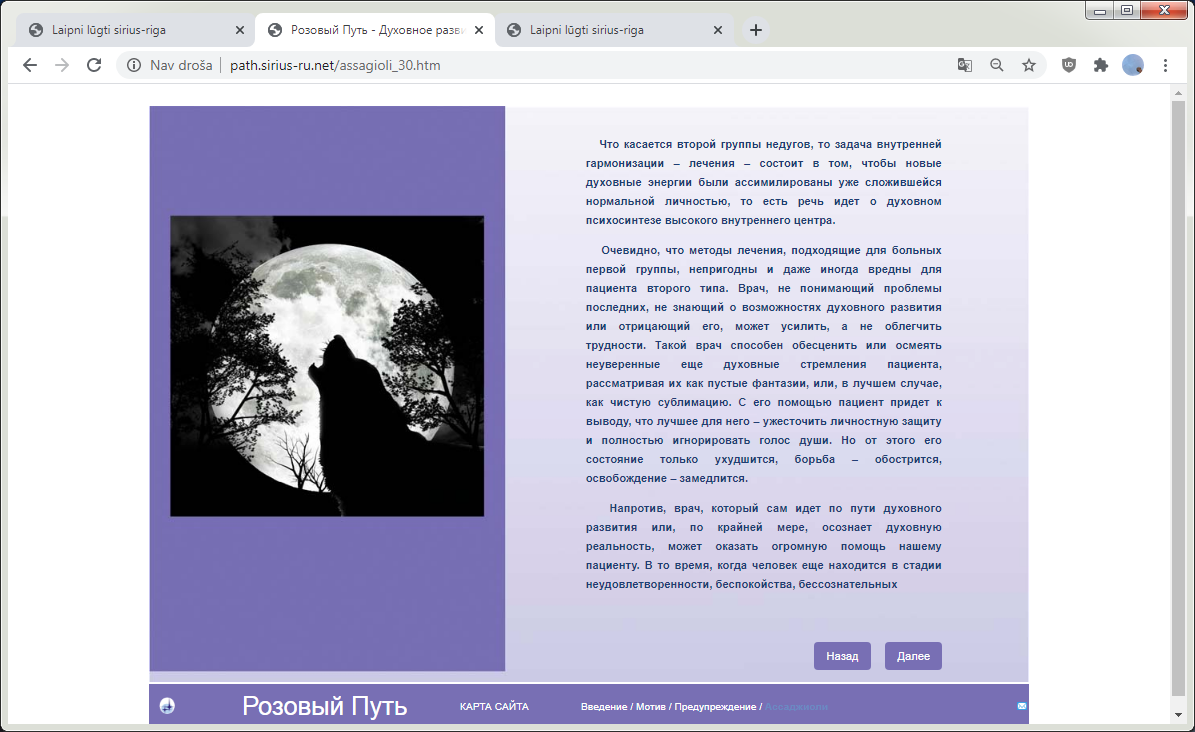 Laipni lūgti sirius-riga
Розовый Путь - Духовное разви
Laipni lūgti sirius-riga
Nav droša
path.sirius-ru.net/assagioli_30.htm
Что касается второй группы недугов, то задача внутренней
гармонизации – лечения – состоит в том, чтобы новые
духовные энергии были ассимилированы уже сложившейся
нормальной личностью, то есть речь идет о духовном
психосинтезе высокого внутреннего центра.
Очевидно, что методы лечения, подходящие для больных
первой группы, непригодны и даже иногда вредны для
пациента второго типа. Врач, не понимающий проблемы
последних, не знающий о возможностях духовного развития
или отрицающий его, может усилить, а не облегчить
трудности. Такой врач способен обесценить или осмеять
неуверенные еще духовные стремления пациента,
рассматривая их как пустые фантазии, или, в лучшем случае,
как чистую сублимацию. С его помощью пациент придет к
выводу, что лучшее для него – ужесточить личностную защиту
и полностью игнорировать голос души. Но от этого его
состояние только ухудшится, борьба – обострится,
освобождение – замедлится.
Напротив, врач, который сам идет по пути духовного
развития или, по крайней мере, осознает духовную
реальность, может оказать огромную помощь нашему
пациенту. В то время, когда человек еще находится в стадии
неудовлетворенности, беспокойства, бессознательных
Назад
Далее
Розовый Путь
КАРТА САЙТА
Введение / Мотив / Предупреждение / Ассаджиоли